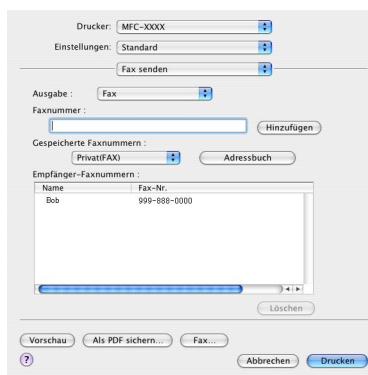 Drucker: MFC-XXXX
Einstellungen: Standard
Fax senden
Ausgabe : Fax
Faxnummer :
Hinzufügen
Gespeicherte Faxnummern :
Privat(FAX) Adressbuch
Empfänger-Faxnummern :
Name Fax-Nr.
Bob 999-888-0000
Löschen
Vorschau Als PDF sichern... Fax...
? Abbrechen Drucken